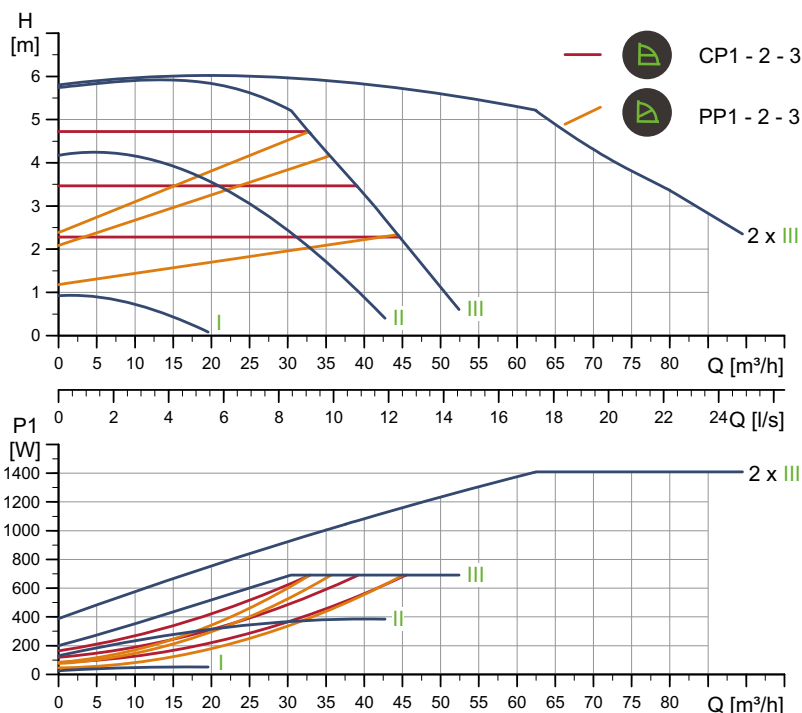 H
[m]
CP1 - 2 - 3
PP1 - 2 - 3
6
5
4
3
2
1
0
I
II
III
2 x III
0 5 10 15 20 25 30 35 40 45 50 55 60 65 70 75 80 Q [m³/h]
0 2 4 6 8 10 12 14 16 18 20 22 24 Q [l/s]
P1
[W]
1400
1200
1000
800
600
400
200
0
2 x III
III
II
I
0 5 10 15 20 25 30 35 40 45 50 55 60 65 70 75 80 Q [m³/h]